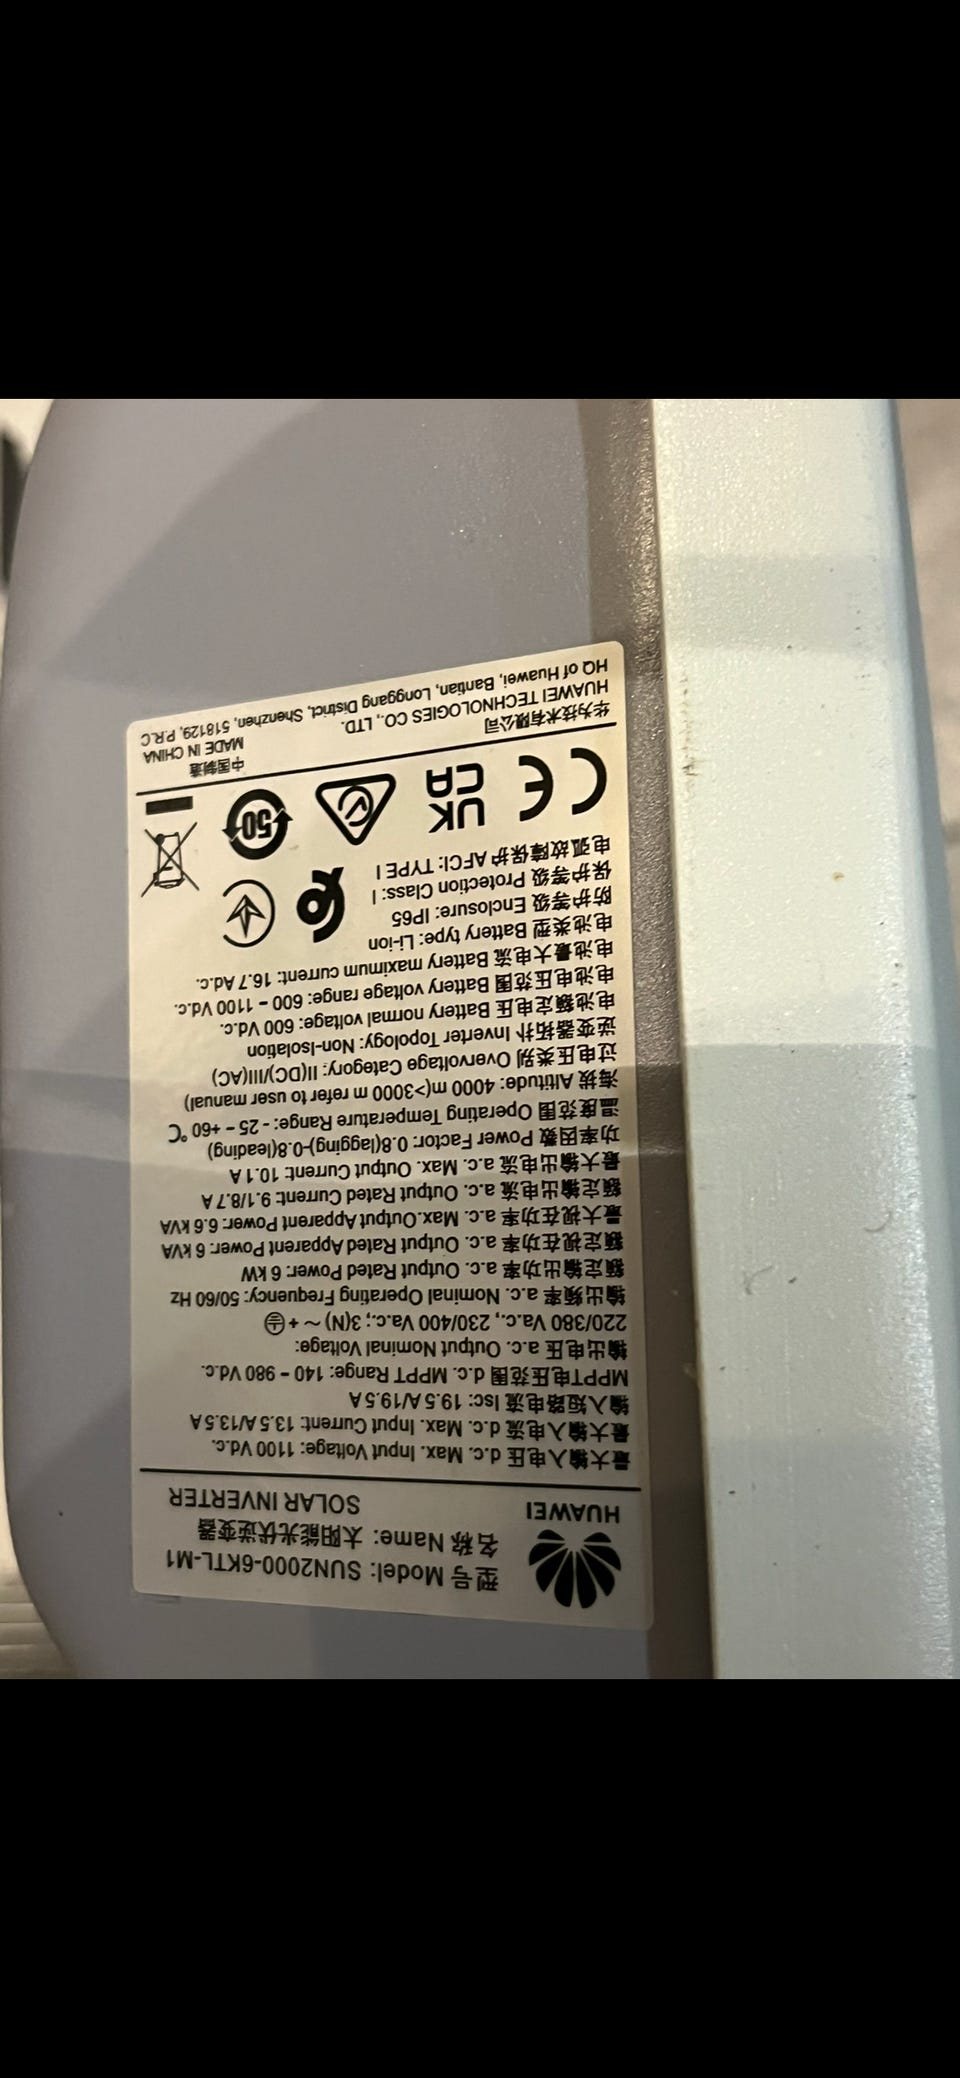 HUAWEI
型号 Model: SUN2000-6KTL-M1
名称 Name: 太阳能光伏逆变器
SOLAR INVERTER
最大输入电压 d.c. Max. Input Voltage: 1100 Vd.c.
最大输入电流 d.c. Max. Input Current: 13.5 A/13.5 A
输入短路电流 Isc: 19.5 A/19.5 A
MPPT电压范围 d.c. MPPT Range: 140 - 980 Vd.c.
输出电压 a.c. Output Nominal Voltage:
220/380 Va.c., 230/400 Va.c.; 3(N) ~ + ⏚
输出频率 a.c. Nominal Operating Frequency: 50/60 Hz
额定输出功率 a.c. Output Rated Power: 6 kW
额定视在功率 a.c. Output Rated Apparent Power: 6 kVA
最大视在功率 a.c. Max.Output Apparent Power: 6.6 kVA
额定输出电流 a.c. Output Rated Current: 9.1/8.7 A
最大输出电流 a.c. Max. Output Current: 10.1 A
功率因数 Power Factor: 0.8(lagging)-0.8(leading)
温度范围 Operating Temperature Range: - 25 - +60 ℃
海拔 Altitude: 4000 m(>3000 m refer to user manual)
过电压类别 Overvoltage Category: II(DC)/III(AC)
逆变器拓扑 Inverter Topology: Non-Isolation
电池额定电压 Battery normal voltage: 600 Vd.c.
电池电压范围 Battery voltage range: 600 - 1100 Vd.c.
电池最大电流 Battery maximum current: 16.7 Ad.c.
电池类型 Battery type: Li-ion
防护等级 Enclosure: IP65
保护等级 Protection Class: I
电弧故障保护 AFCI: TYPE I
CE UK CA 50
华为技术有限公司 中国制造
HUAWEI TECHNOLOGIES CO., LTD. MADE IN CHINA
HQ of Huawei, Bantian, Longgang District, Shenzhen, 518129, P.R.C